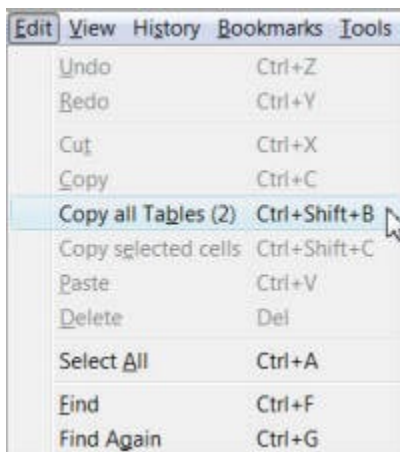 Edit View History Bookmarks Tools
Undo Ctrl+Z
Redo Ctrl+Y
Cut Ctrl+X
Copy Ctrl+C
Copy all Tables (2) Ctrl+Shift+B
Copy selected cells Ctrl+Shift+C
Paste Ctrl+V
Delete Del
Select All Ctrl+A
Find Ctrl+F
Find Again Ctrl+G